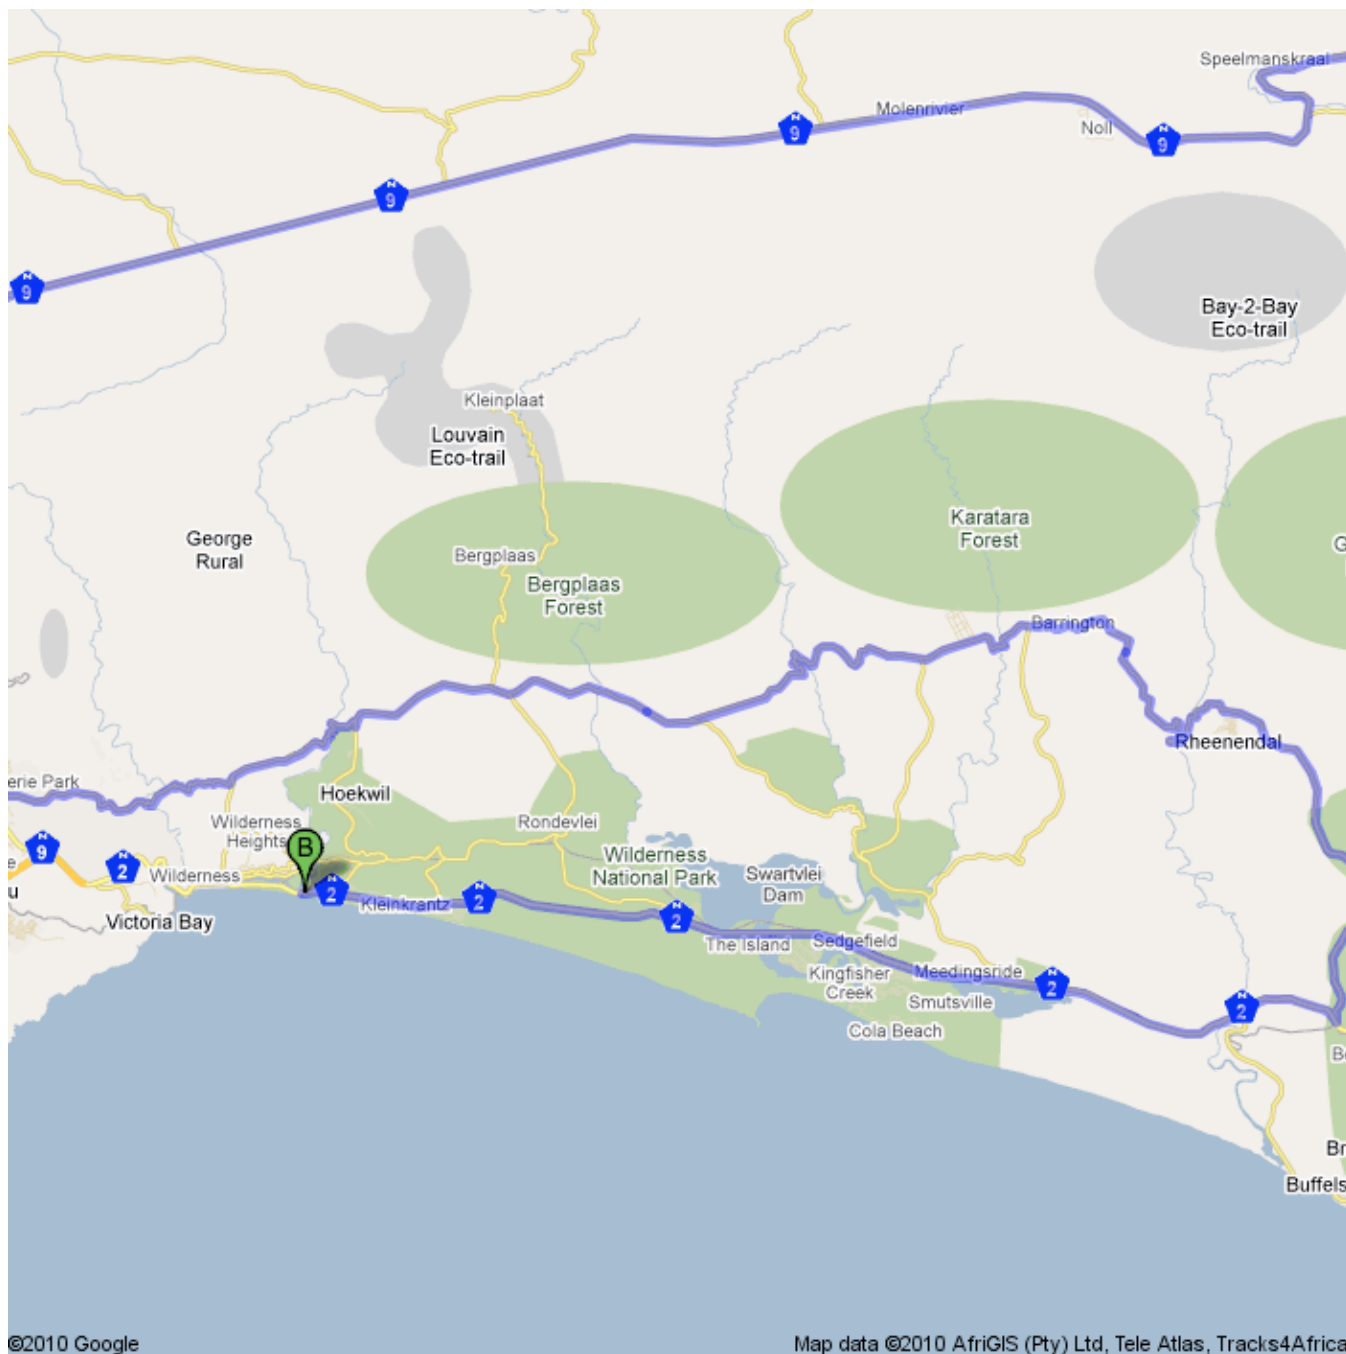 Speelmanskraal
Molenrivier
N
9
Noll
N
9
N
9
N
9
Bay-2-Bay
Eco-trail
Kleinplaat
Louvain
Eco-trail
Karatara
Forest
George
Rural
G
Bergplaas
Bergplaas
Forest
Barrington
Rheenendal
erie Park
Hoekwil
Wilderness
Heights
Rondevlei
B
N
9
e
N
2
Wilderness
National Park
Wilderness
Swartvlei
Dam
u
N
2
Kleinkrantz
N
2
N
2
Victoria Bay
The Island
Sedgefield
Kingfisher
Creek
Meedingsride
N
2
Smutsville
N
2
Cola Beach
Be
Br
Buffels
©2010 Google
Map data ©2010 AfriGIS (Pty) Ltd, Tele Atlas, Tracks4Africa